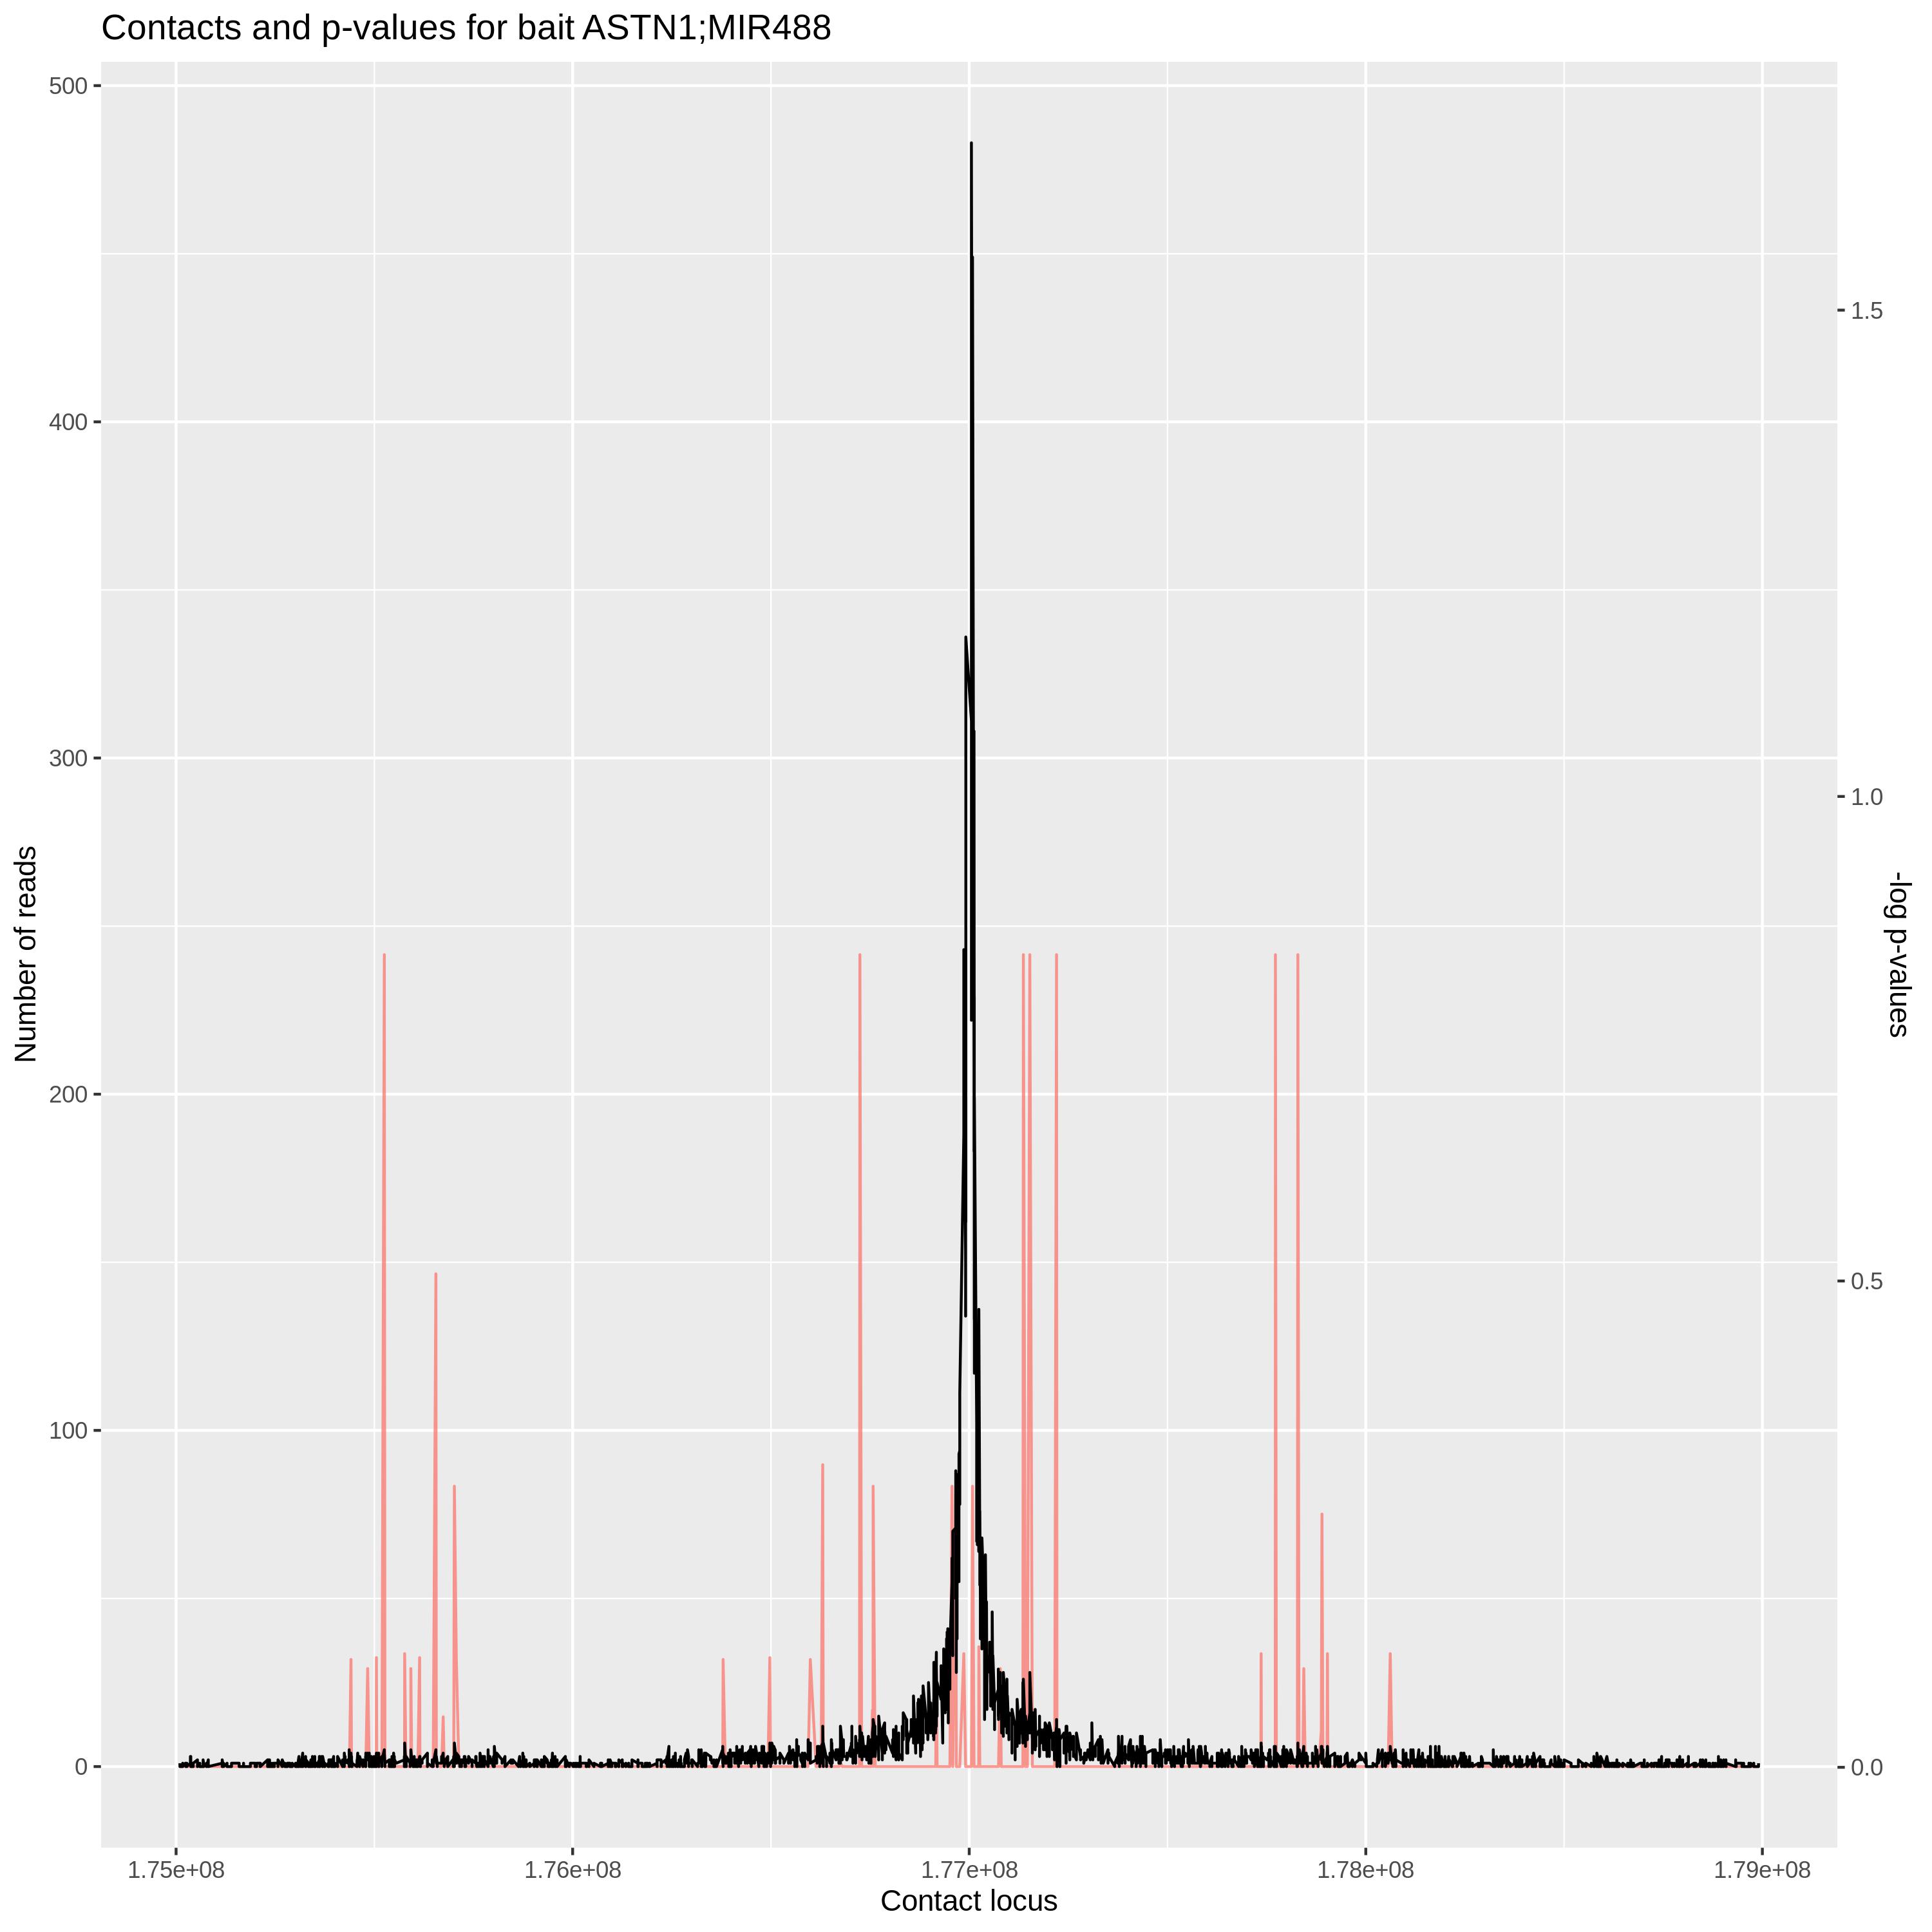 Contacts and p-values for bait ASTN1;MIR488
500
400
300
200
100
0
Number of reads
1.5
1.0
0.5
0.0
-log p-values
1.75e+08 1.76e+08 1.77e+08 1.78e+08 1.79e+08
Contact locus